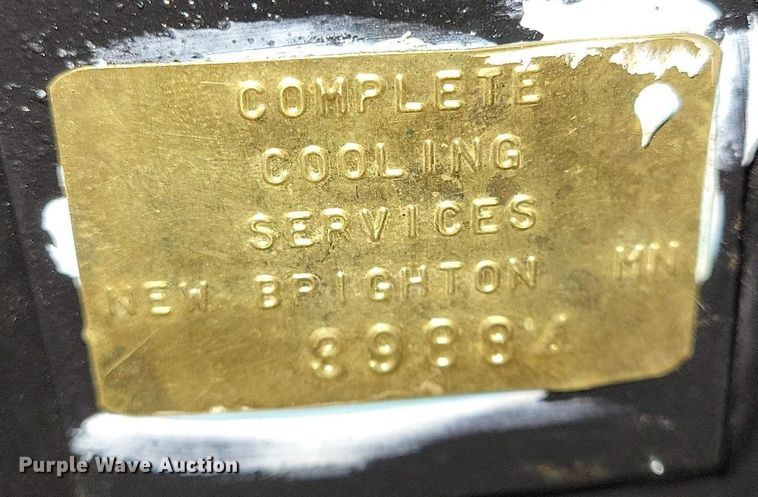 COMPLETE
COOLING
SERVICES
NEW BRIGHTON MN
Purple Wave Auction